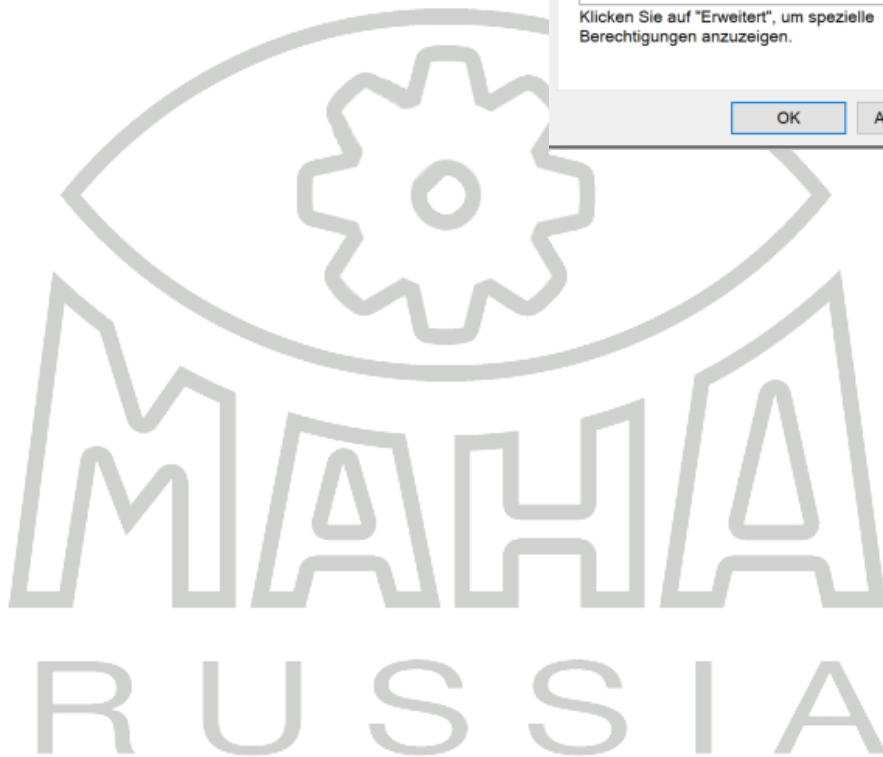 Klicken Sie auf "Erweitert", um spezielle
Berechtigungen anzuzeigen.
OK
MAHA
RUSSIA